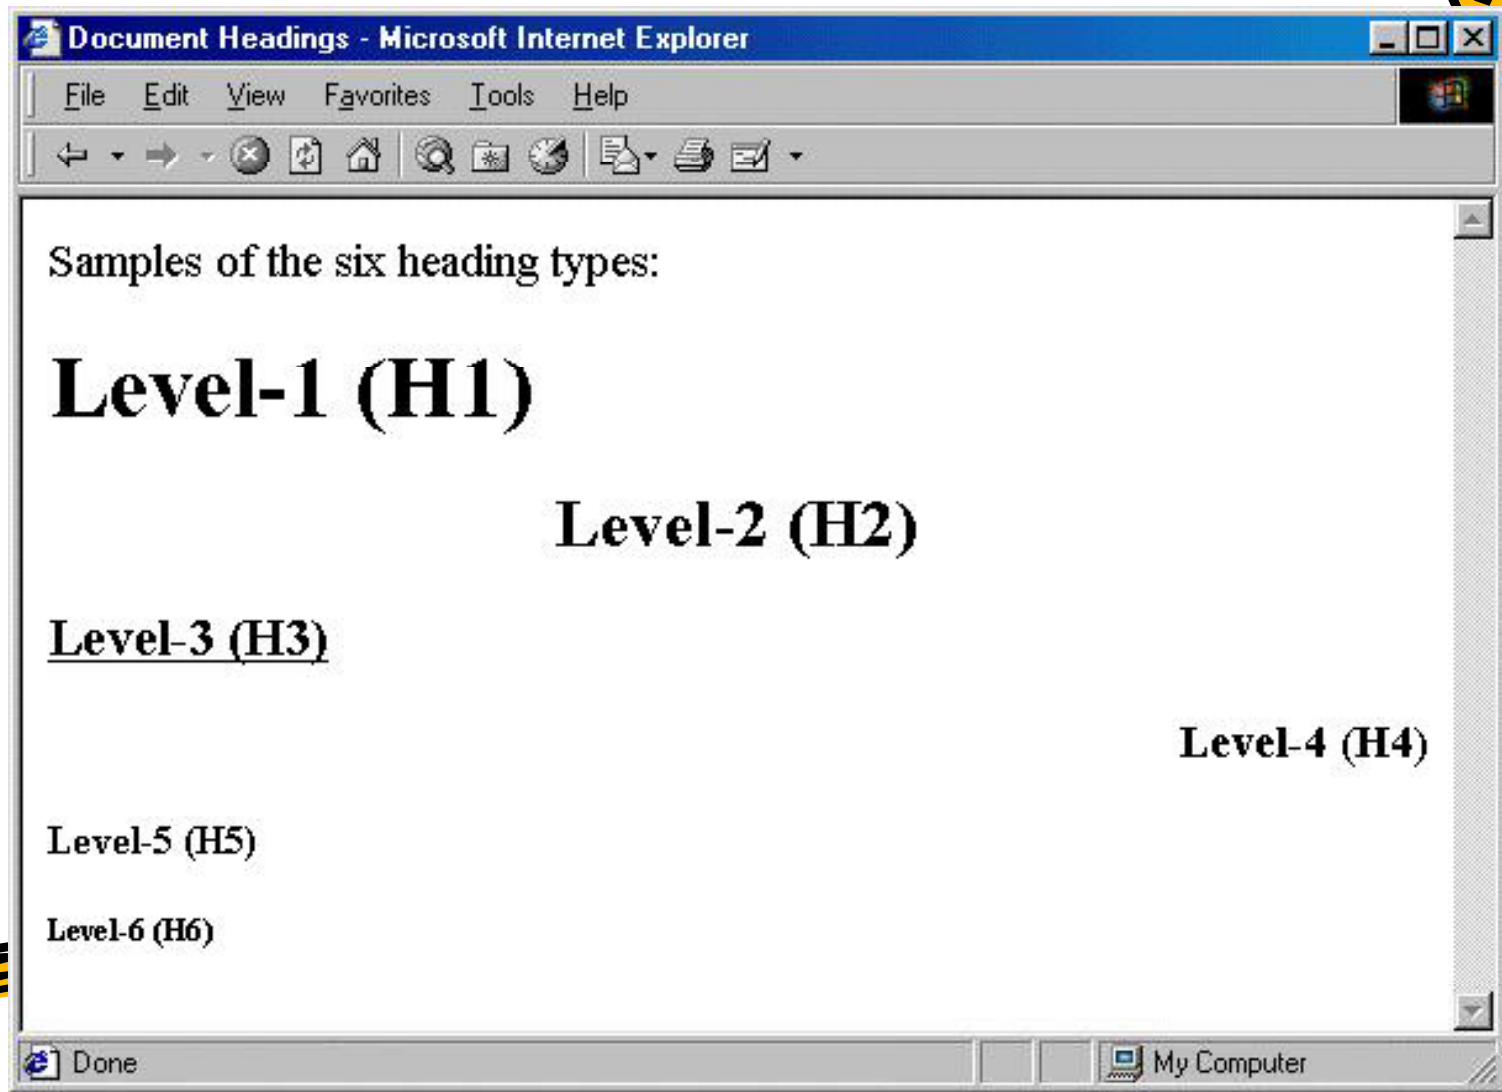 Document Headings - Microsoft Internet Explorer
File Edit View Favorites Tools Help
Samples of the six heading types:
Level-1 (H1)
Level-2 (H2)
Level-3 (H3)
Level-4 (H4)
Level-5 (H5)
Level-6 (H6)
Done My Computer